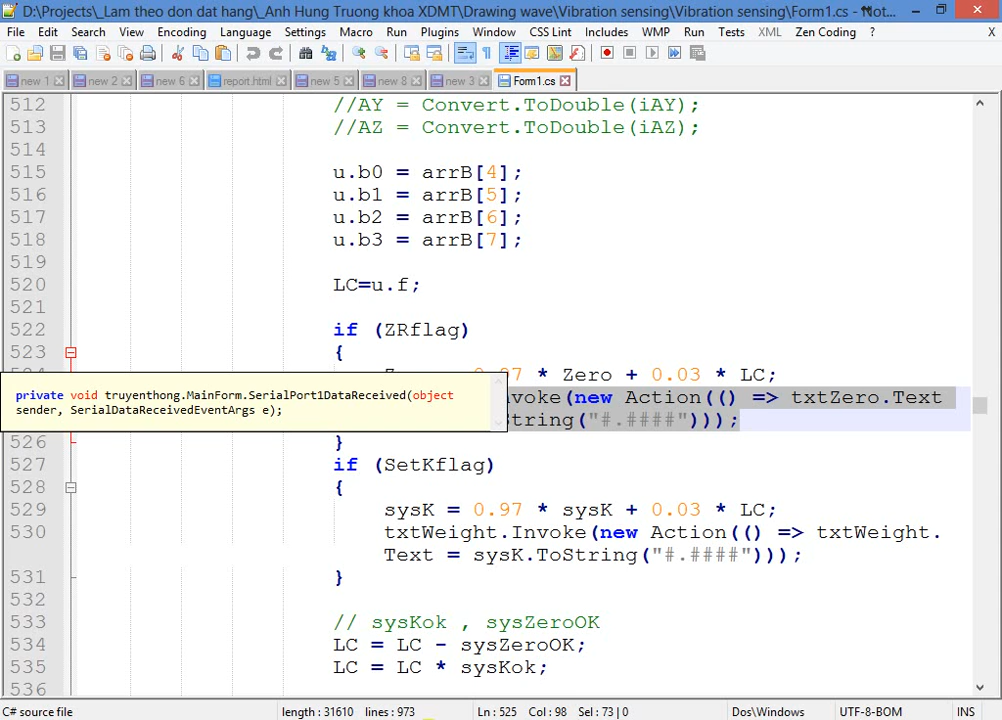 D:\Projects\_Lam theo don dat hang\_Anh Hung Truong khoa XDMT\Drawing wave\Vibration sensing\Vibration sensing\Form1.cs -
File Edit Search View Encoding Language Settings Macro Run Plugins Window CSS Lint Includes WMP Run Tests XML Zen Coding ? X
new 1 new 2 new 6 report.html new 5 new 8 new 3 Form1.cs
512 //AY = Convert.ToDouble(iAY);
513 //AZ = Convert.ToDouble(iAZ);
514
515 u.b0 = arrB[4];
516 u.b1 = arrB[5];
517 u.b2 = arrB[6];
518 u.b3 = arrB[7];
519
520 LC=u.f;
521
522 if (ZRflag)
523 {
* Zero + 0.03 * LC;
private void truyenthong.MainForm.SerialPort1DataReceived(object
nvoke(new Action(() => txtZero.Text
sender, SerialDataReceivedEventArgs e);
String("#.####")));
526 }
527 if (SetKflag)
528 {
529 sysK = 0.97 * sysK + 0.03 * LC;
530 txtWeight.Invoke(new Action(() => txtWeight.
Text = sysK.ToString("#.####")));
531 }
532
533 // sysKok , sysZeroOK
534 LC = LC - sysZeroOK;
535 LC = LC * sysKok;
536
C# source file length : 31610 lines : 973 Ln : 525 Col : 98 Sel : 73 | 0 Dos\Windows UTF-8-BOM INS